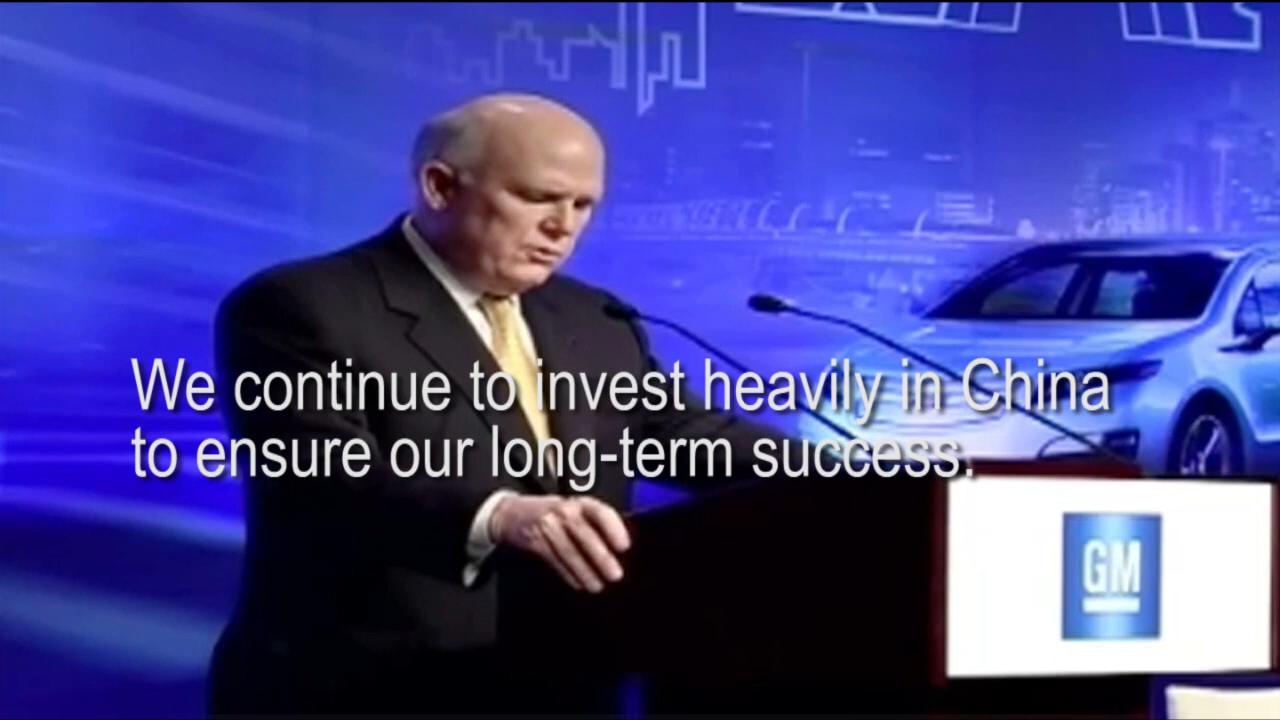 We continue to invest heavily in China
to ensure our long-term success.
GM